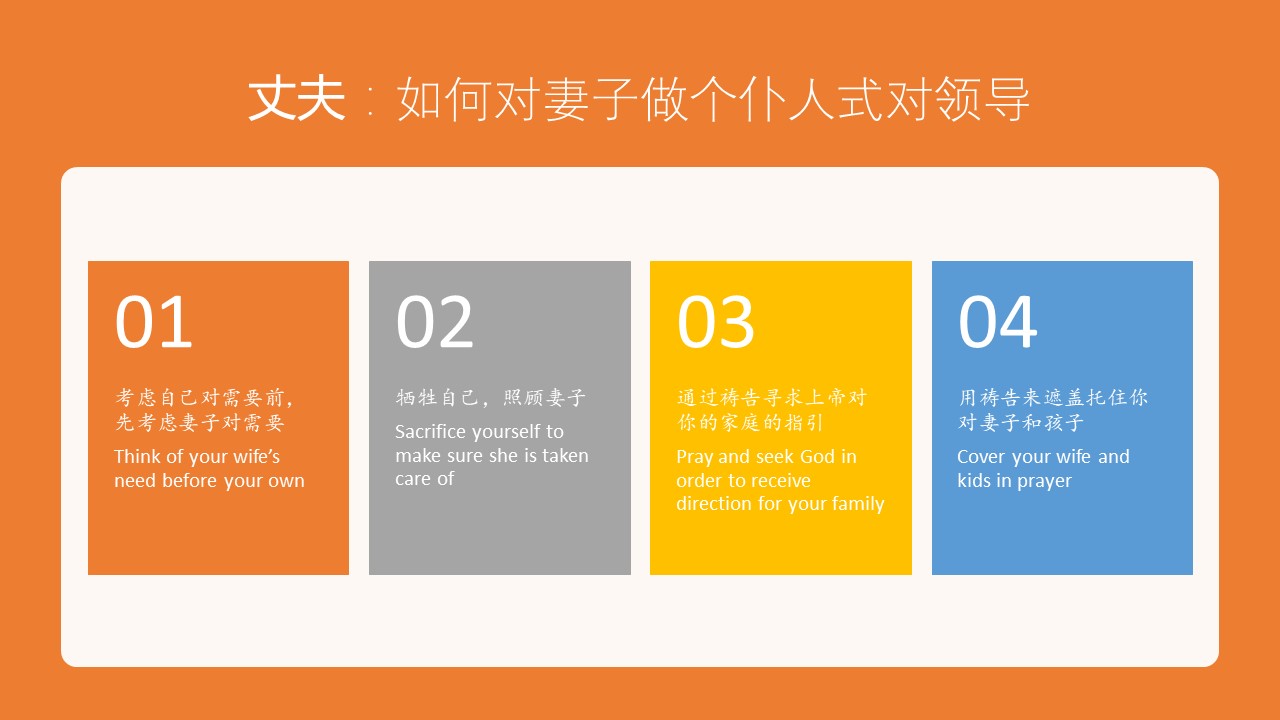 丈夫：如何对妻子做个仆人式对领导
01
考虑自己对需要前，
先考虑妻子对需要
Think of your wife’s
need before your own
02
牺牲自己，照顾妻子
Sacrifice yourself to
make sure she is taken
care of
03
通过祷告寻求上帝对
你的家庭的指引
Pray and seek God in
order to receive
direction for your family
04
用祷告来遮盖托住你
对妻子和孩子
Cover your wife and
kids in prayer